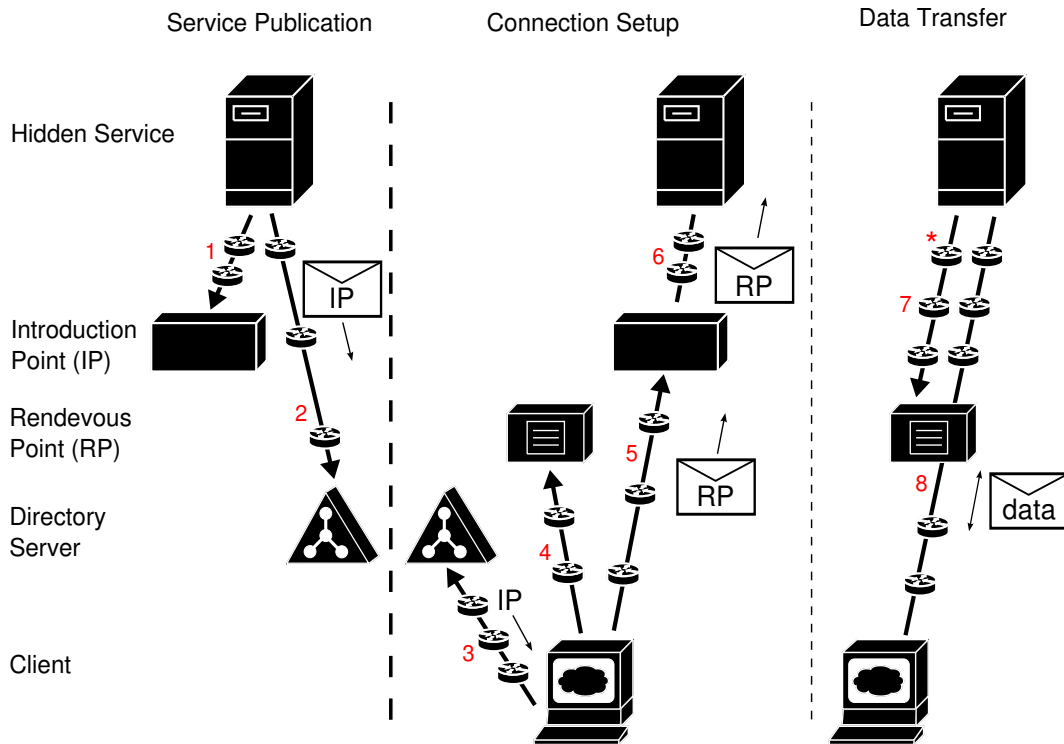 Service Publication
Connection Setup
Data Transfer
Hidden Service
1
6
*
IP
RP
7
Introduction
Point (IP)
Rendevous
Point (RP)
2
5
RP
8
data
Directory
Server
4
IP
3
Client